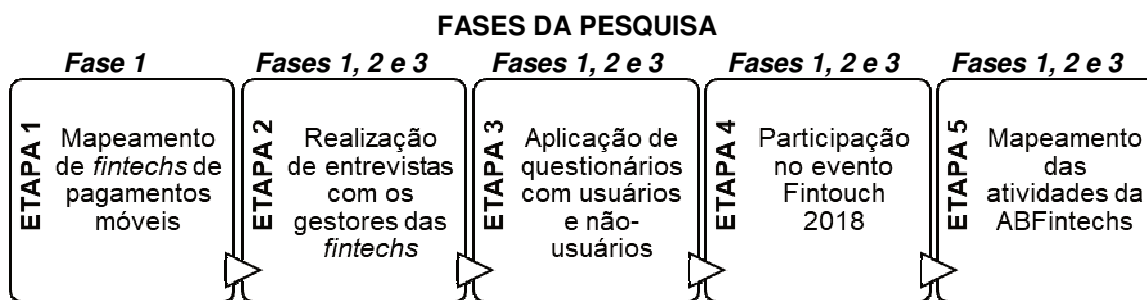 FASES DA PESQUISA
Fase 1
Fases 1, 2 e 3
Fases 1, 2 e 3
Fases 1, 2 e 3
Fases 1, 2 e 3
ETAPA 1
Mapeamento
de fintechs de
pagamentos
móveis
ETAPA 2
Realização
de entrevistas
com os
gestores das
fintechs
ETAPA 3
Aplicação de
questionários
com usuários
e não-
usuários
ETAPA 4
Participação
no evento
Fintouch
2018
ETAPA 5
Mapeamento
das
atividades da
ABFintechs